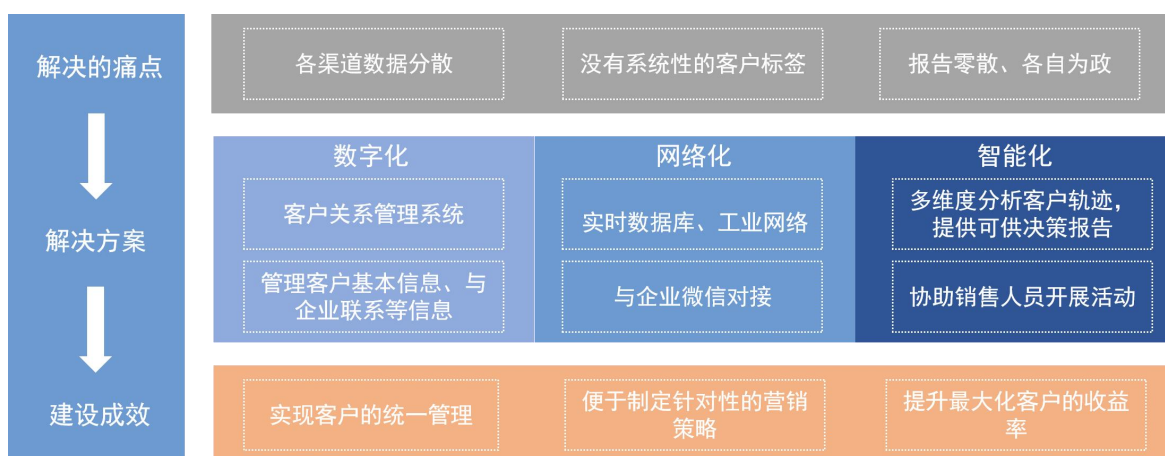 解决的痛点
各渠道数据分散
没有系统性的客户标签
报告零散、各自为政
解决方案
数字化
客户关系管理系统
管理客户基本信息、与
企业联系等信息
网络化
实时数据库、工业网络
与企业微信对接
智能化
多维度分析客户轨迹，
提供可供决策报告
协助销售人员开展活动
建设成效
实现客户的统一管理
便于制定针对性的营销
策略
提升最大化客户的收益
率